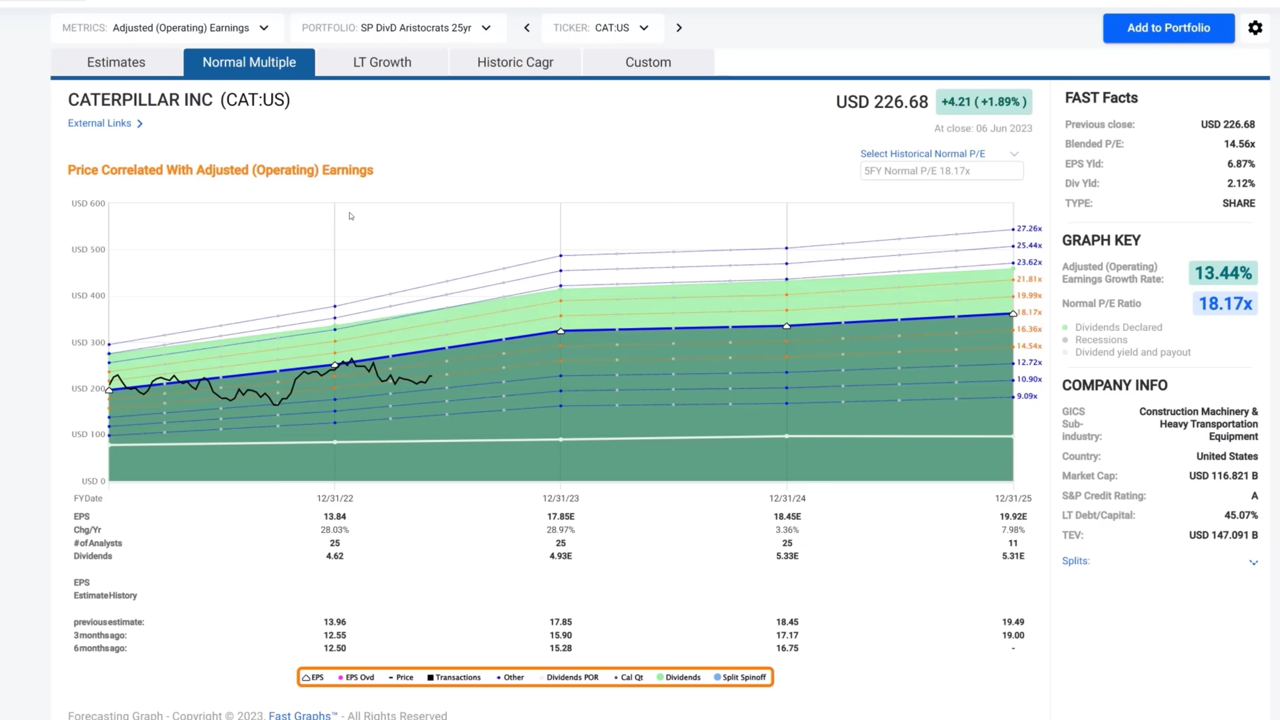 METRICS: Adjusted (Operating) Earnings PORTFOLIO: SP DivD Aristocrats 25yr TICKER: CAT:US Add to Portfolio
Estimates Normal Multiple LT Growth Historic Cagr Custom
CATERPILLAR INC (CAT:US)
External Links
USD 226.68 +4.21 ( +1.89% )
At close: 06 Jun 2023
Price Correlated With Adjusted (Operating) Earnings
Select Historical Normal P/E
5FY Normal P/E 18.17x
USD 600
USD 500
USD 400
USD 300
USD 200
USD 100
USD 0
27.26x
25.44x
23.62x
21.81x
19.99x
18.17x
16.36x
14.54x
12.72x
10.90x
9.09x
FYDate 12/31/22 12/31/23 12/31/24 12/31/25
EPS 13.84 17.85E 18.45E 19.92E
Chg/Yr 28.03% 28.97% 3.36% 7.98%
#ofAnalysts 25 25 25 11
Dividends 4.62 4.93E 5.33E 5.31E
EPS
EstimateHistory
previousestimate: 13.96 17.85 18.45 19.49
3monthsago: 12.55 15.90 17.17 19.00
6monthsago: 12.50 15.28 16.75 -
EPS EPS Ovd Price Transactions Other Dividends POR Cal Qt Dividends Split Spinoff
Forecasting Graph - Copyright © 2023, Fast Graphs™ - All Rights Reserved
FAST Facts
Previous close: USD 226.68
Blended P/E: 14.56x
EPS Yld: 6.87%
Div Yld: 2.12%
TYPE: SHARE
GRAPH KEY
Adjusted (Operating)
Earnings Growth Rate: 13.44%
Normal P/E Ratio 18.17x
Dividends Declared
Recessions
Dividend yield and payout
COMPANY INFO
GICS Construction Machinery &
Sub- Heavy Transportation
industry: Equipment
Country: United States
Market Cap: USD 116.821 B
S&P Credit Rating: A
LT Debt/Capital: 45.07%
TEV: USD 147.091 B
Splits: